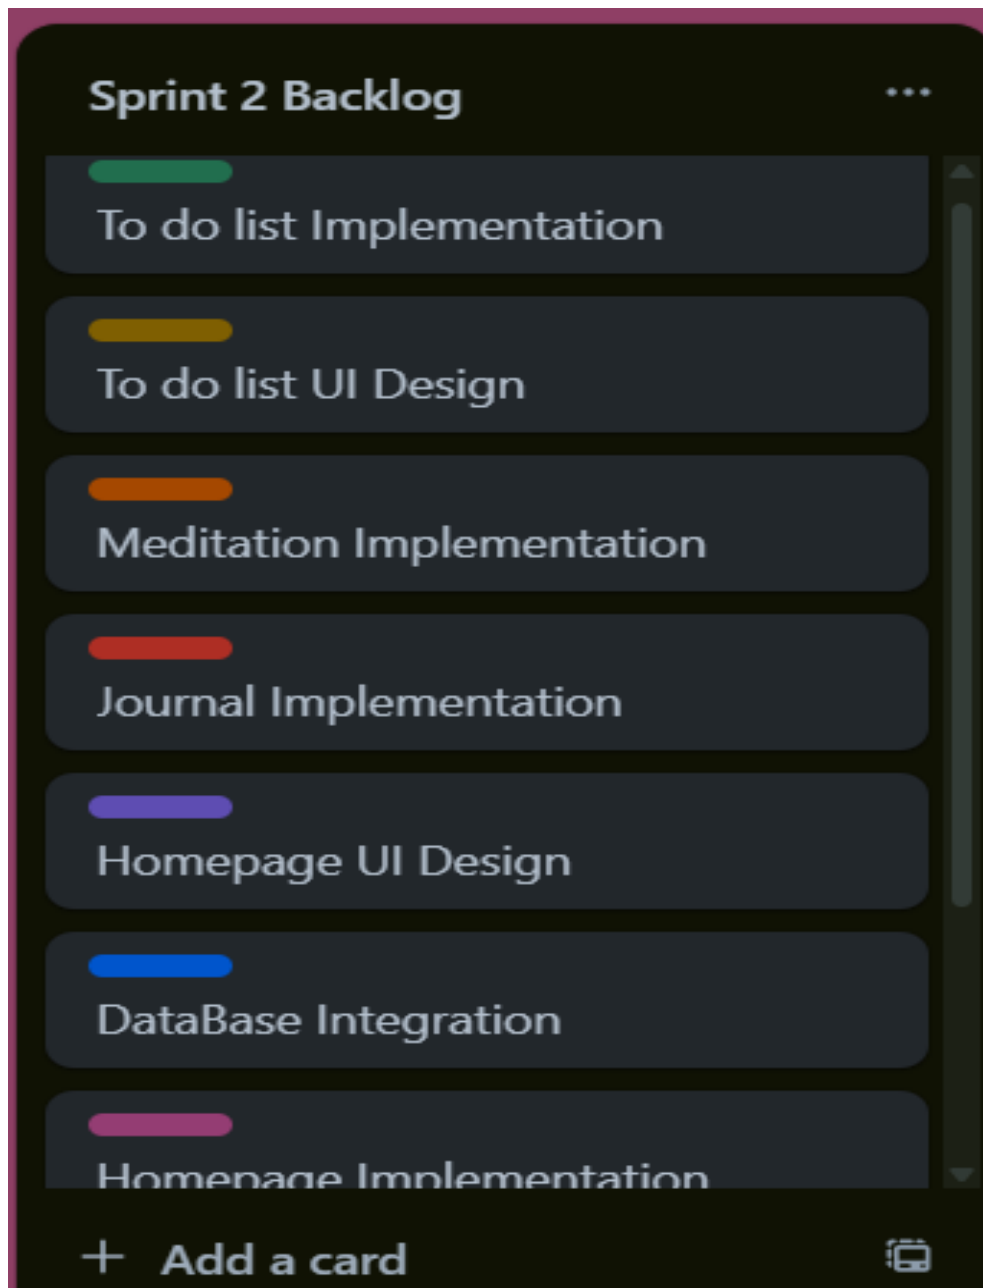 Sprint 2 Backlog
To do list Implementation
To do list UI Design
Meditation Implementation
Journal Implementation
Homepage UI Design
DataBase Integration
Homepage Implementation
Add a card